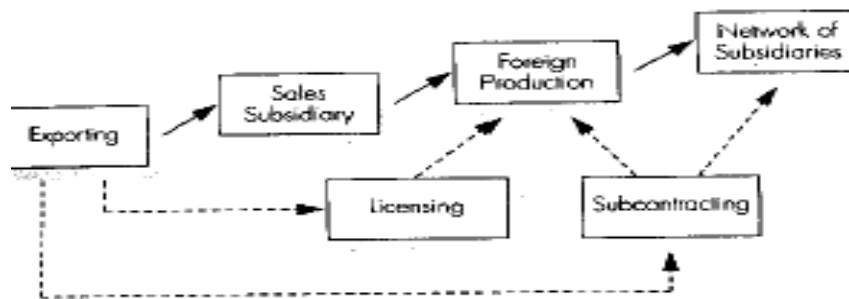 Network of
Subsidiaries
Foreign
Production
Sales
Subsidiary
Exporting
Licensing
Subcontracting